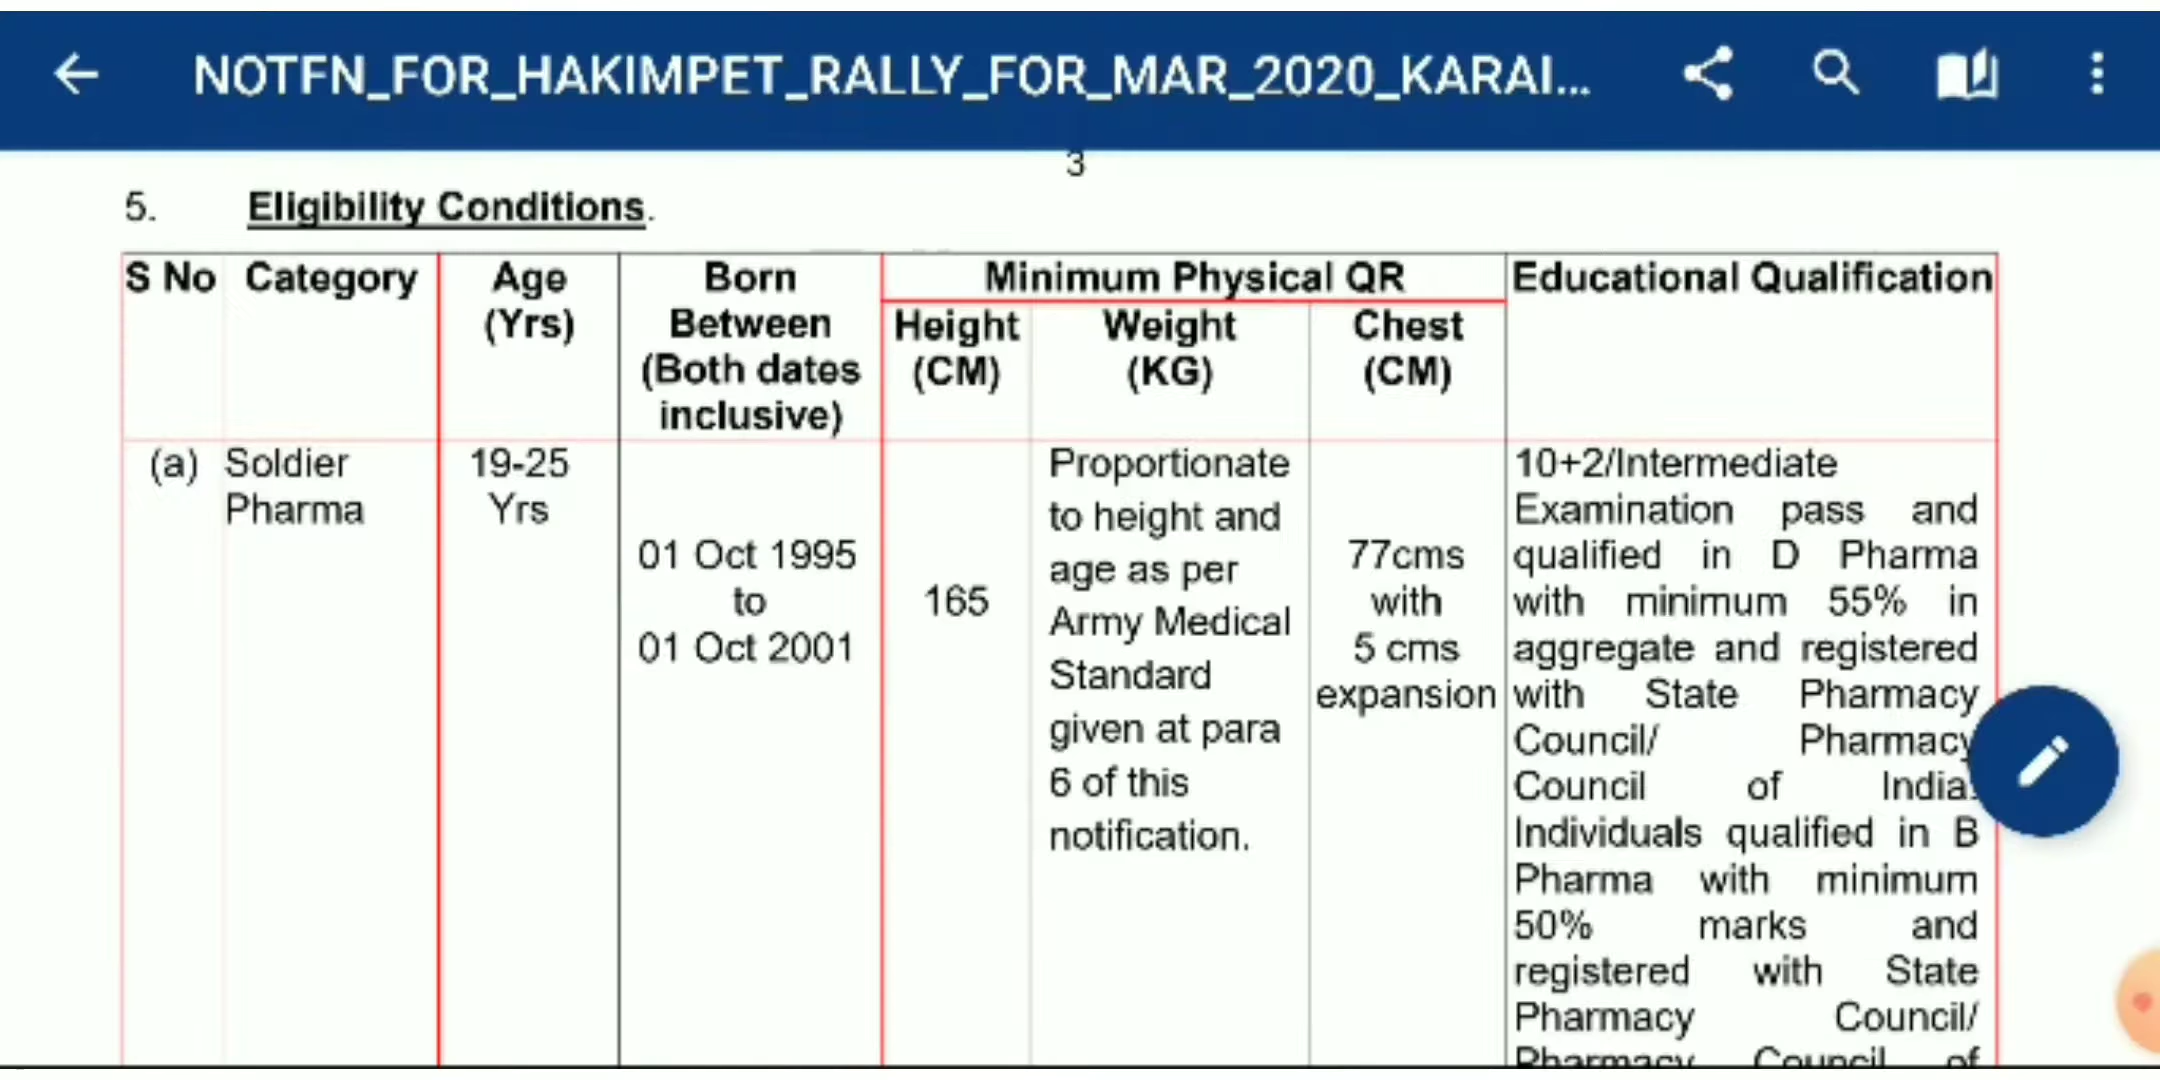 NOTFN_FOR_HAKIMPET_RALLY_FOR_MAR_2020_KARAI...
3
5. Eligibility Conditions.
S No Category Age (Yrs) Born Between (Both dates inclusive) Minimum Physical QR Educational Qualification
Height (CM) Weight (KG) Chest (CM)
(a) Soldier Pharma
19-25
Yrs
01 Oct 1995
to
01 Oct 2001
165
Proportionate
to height and
age as per
Army Medical
Standard
given at para
6 of this
notification.
77cms
with
5 cms
expansion
10+2/Intermediate
Examination pass and
qualified in D Pharma
with minimum 55% in
aggregate and registered
with State Pharmacy
Council/ Pharmacy
Council of India.
Individuals qualified in B
Pharma with minimum
50% marks and
registered with State
Pharmacy Council/
Pharmacy Council of